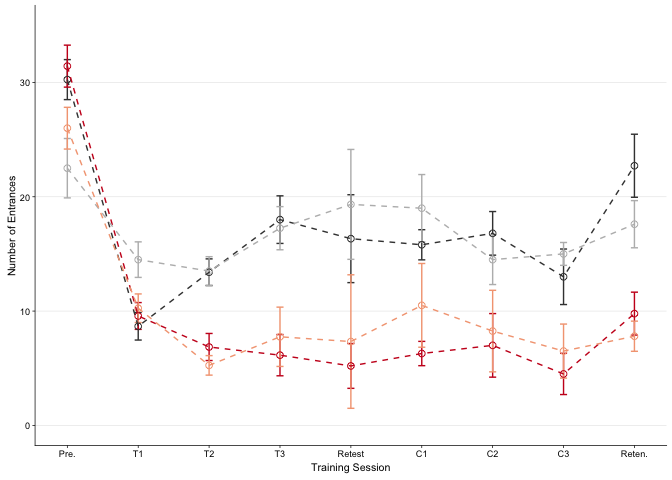 Number of Entrances
30
20
10
0
Pre. T1 T2 T3 Retest C1 C2 C3 Reten.
Training Session